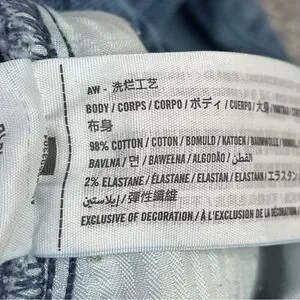 AW - 洗烂工艺
BODY / CORPS / CORPO / ボディ / CUERPO / 大身
布身
98% COTTON / COTON / BOMULD / KATOEN / BAUMWOLLE
BAVLNA / 면 / BAWEŁNA / ALGODÃO / القطن
2% ELASTANE / ÉLASTANE / ELASTAN / ELASTAAN / エラスタン
إيلاستين / 彈性纖維
EXCLUSIVE OF DECORATION / À L'EXCLUSION DE LA DÉCORATION